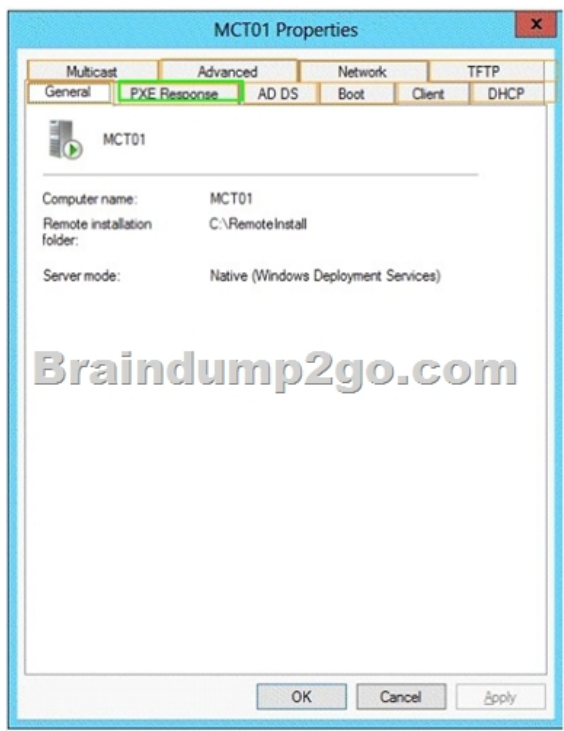 MCT01 Properties
x
Multicast Advanced Network TFTP
General PXE Response AD DS Boot Client DHCP
MCT01
Computer name: MCT01
Remote installation folder: C:\RemoteInstall
Server mode: Native (Windows Deployment Services)
Braindump2go.com
OK Cancel Apply